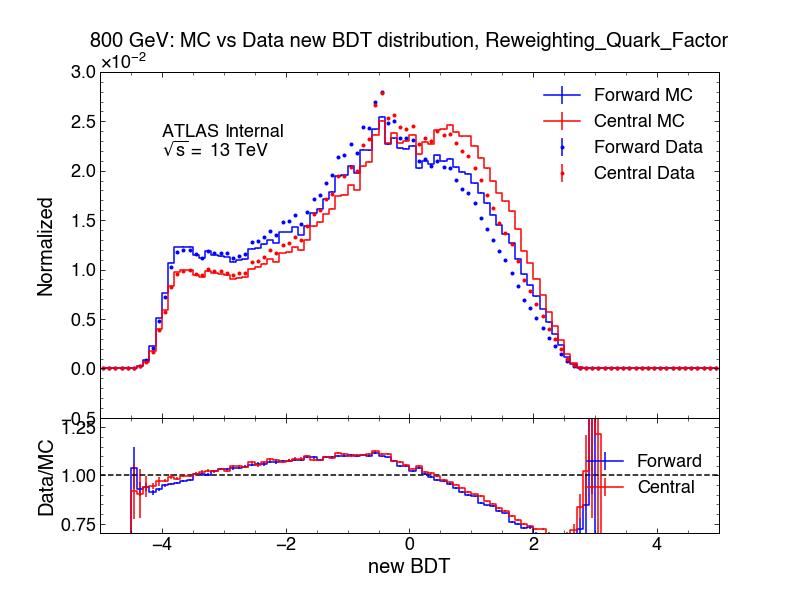 800 GeV: MC vs Data new BDT distribution, Reweighting_Quark_Factor
×10⁻²
3.0
2.5
2.0
1.5
1.0
0.5
0.0
−0.5
Normalized
ATLAS Internal
√s = 13 TeV
Forward MC
Central MC
Forward Data
Central Data
1.25
1.00
0.75
Data/MC
Forward
Central
−4
−2
0
2
4
new BDT